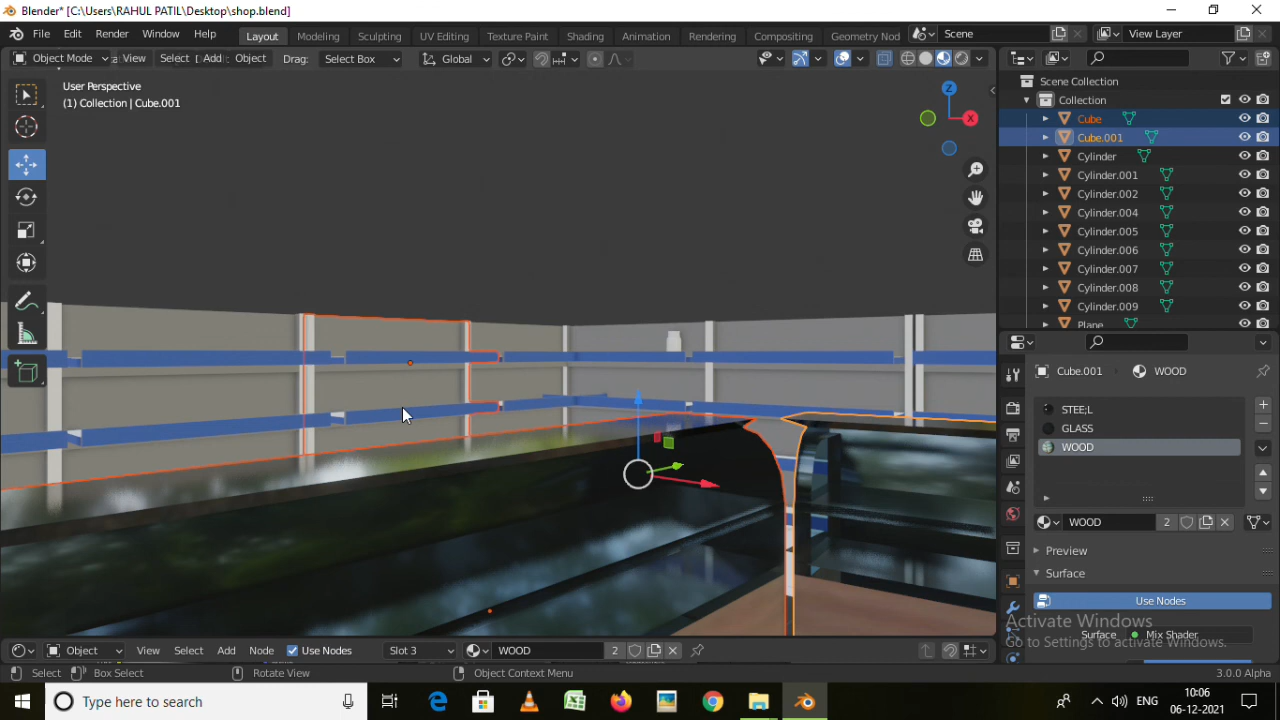 Blender* [C:\Users\RAHUL PATIL\Desktop\shop.blend]
File Edit Render Window Help Layout Modeling Sculpting UV Editing Texture Paint Shading Animation Rendering Compositing Geometry Nod Scene View Layer
Object Mode View Select Add Object Drag: Select Box Global
User Perspective
(1) Collection | Cube.001
Z
X
Scene Collection
Collection
Cube
Cube.001
Cylinder
Cylinder.001
Cylinder.002
Cylinder.004
Cylinder.005
Cylinder.006
Cylinder.007
Cylinder.008
Cylinder.009
Plane
Cube.001 WOOD
STEE;L
GLASS
WOOD
WOOD 2
Preview
Surface
Use Nodes
Surface Mix Shader
Activate Windows
Go to Settings to activate Windows.
Object View Select Add Node Use Nodes Slot 3 WOOD 2
Select Box Select Rotate View Object Context Menu 3.0.0 Alpha
Type here to search
ENG
10:06
06-12-2021